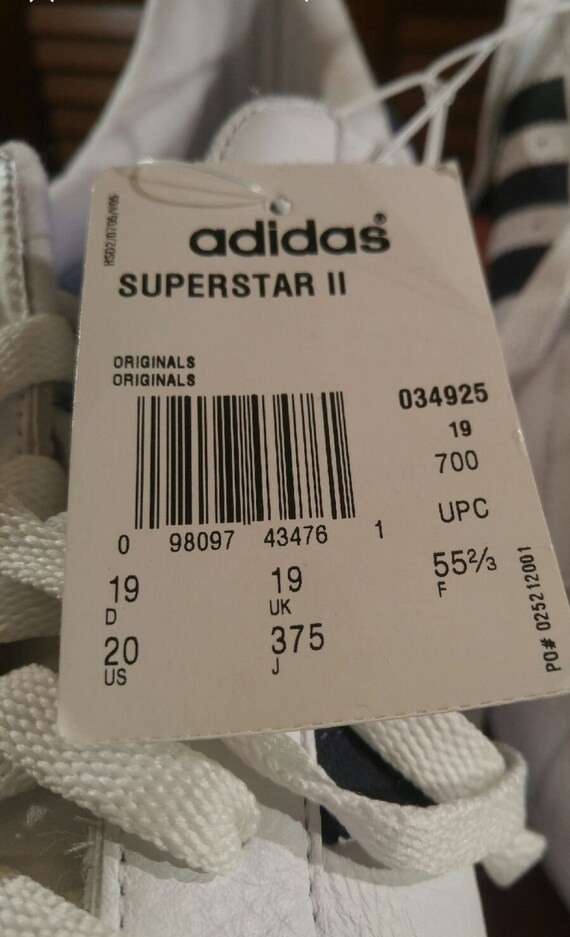 adidas®
SUPERSTAR II
ORIGINALS
ORIGINALS
034925
19
700
UPC
0 98097 43476 1
19
D
19
UK
55⅔
F
20
US
375
J
PO# 025212001